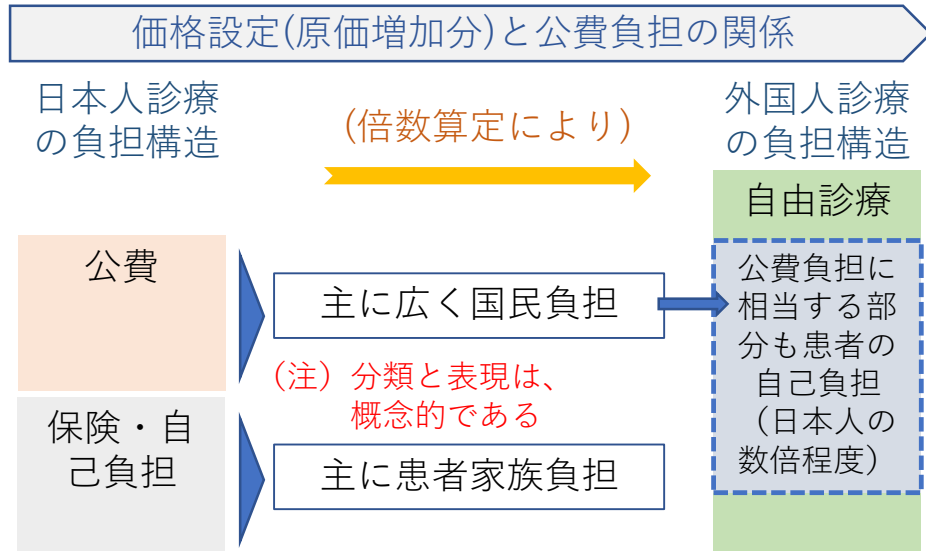 価格設定(原価増加分)と公費負担の関係
日本人診療
の負担構造
(倍数算定により)
外国人診療
の負担構造
自由診療
公費
主に広く国民負担
公費負担に
相当する部
分も患者の
自己負担
（日本人の
数倍程度）
（注）分類と表現は、
概念的である
保険・自
己負担
主に患者家族負担